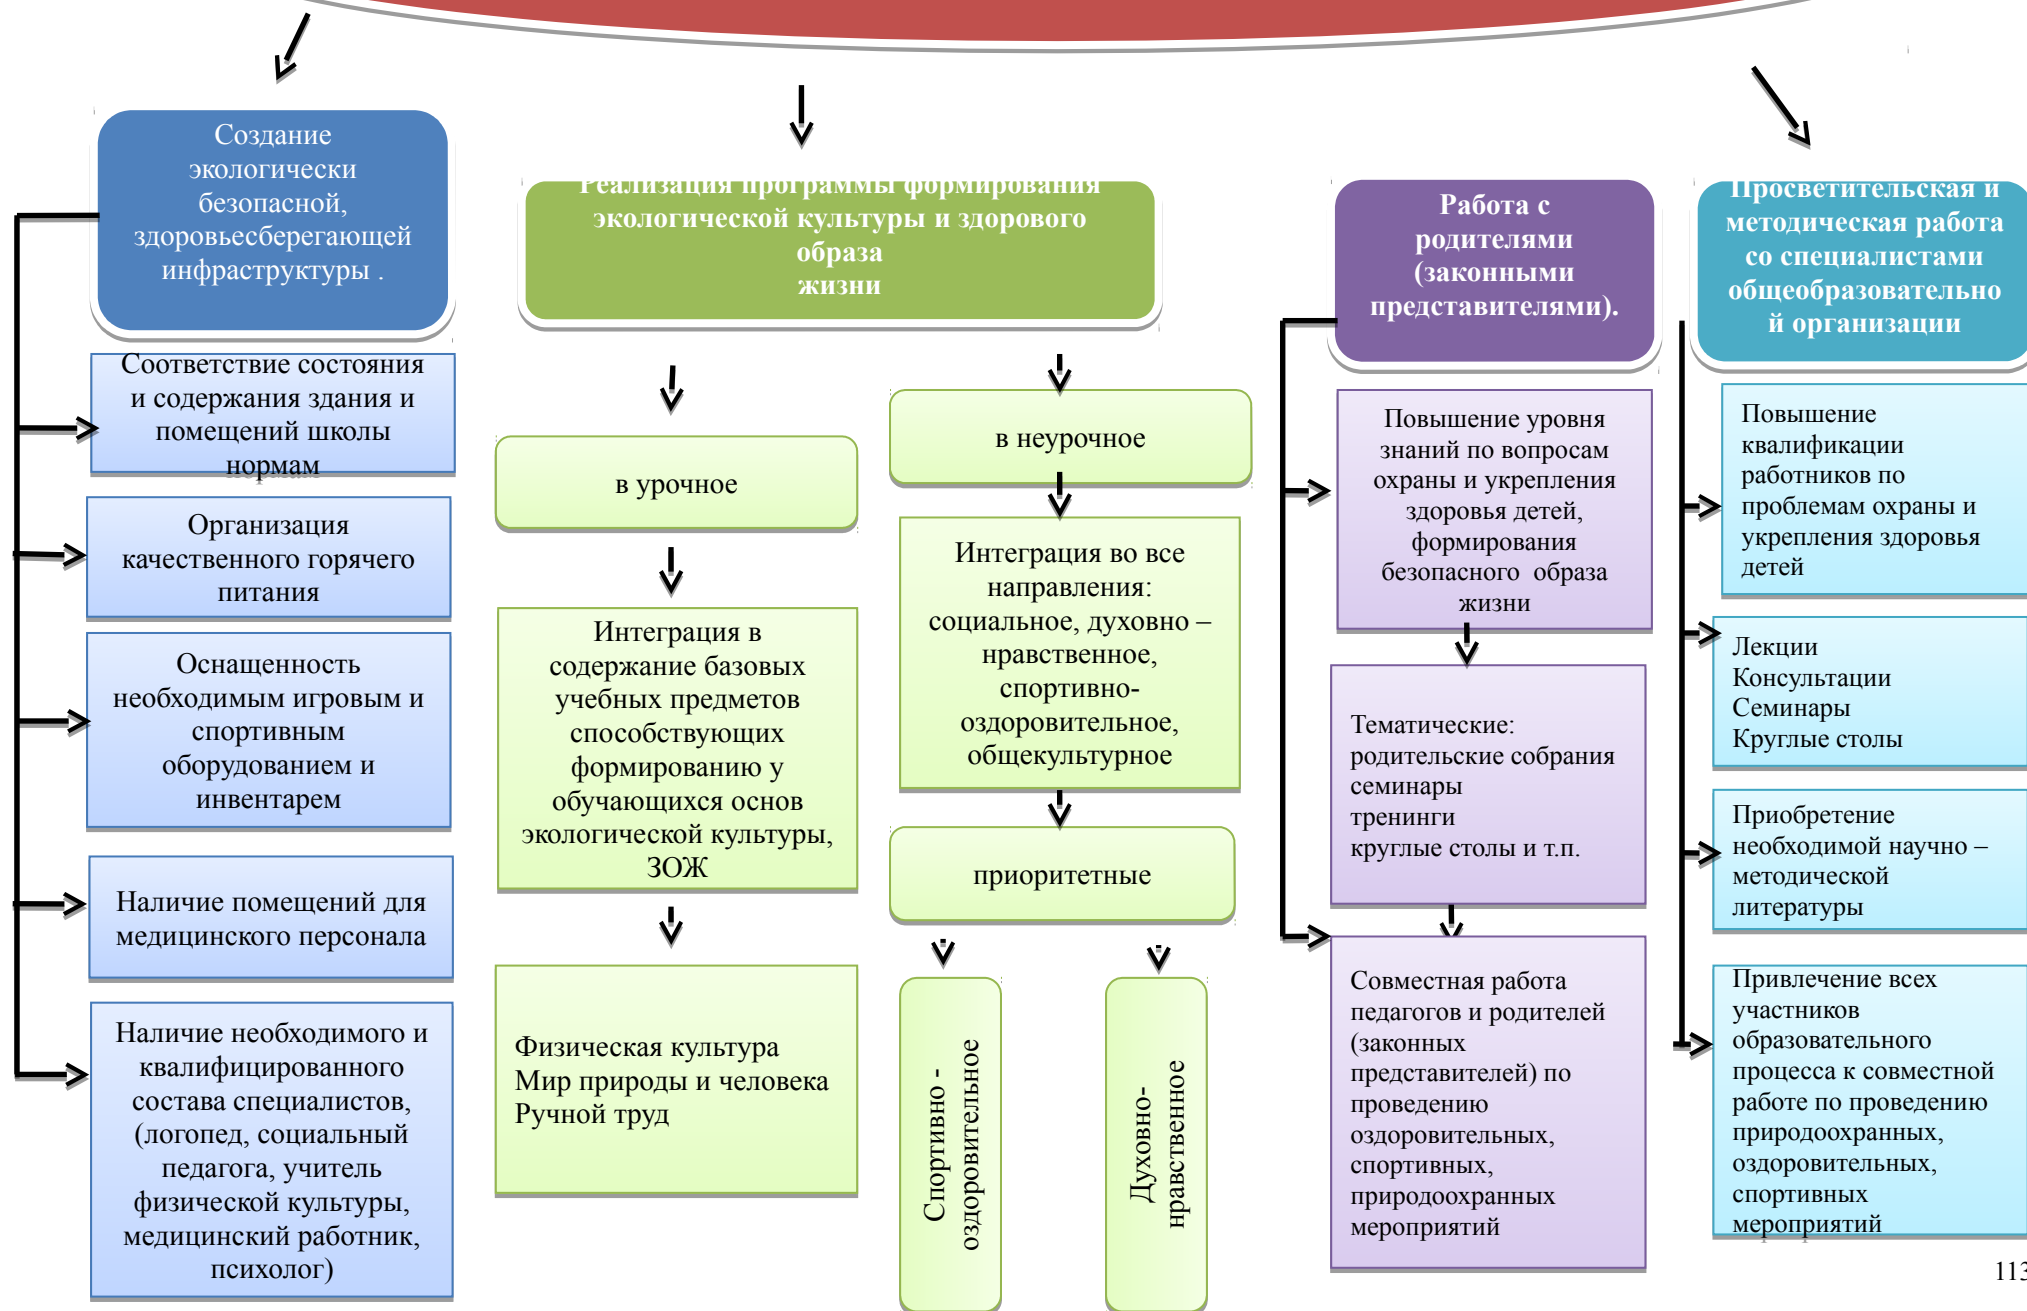 Создание
экологически
безопасной,
здоровьесберегающей
инфраструктуры .
Соответствие состояния
и содержания здания и
помещений школы
нормам
Организация
качественного горячего
питания
Оснащенность
необходимым игровым и
спортивным
оборудованием и
инвентарем
Наличие помещений для
медицинского персонала
Наличие необходимого и
квалифицированного
состава специалистов,
(логопед, социальный
педагога, учитель
физической культуры,
медицинский работник,
психолог)
Реализация программы формирования
экологической культуры и здорового
образа
жизни
в урочное
Интеграция в
содержание базовых
учебных предметов
способствующих
формированию у
обучающихся основ
экологической культуры,
ЗОЖ
Физическая культура
Мир природы и человека
Ручной труд
в неурочное
Интеграция во все
направления:
социальное, духовно –
нравственное,
спортивно-
оздоровительное,
общекультурное
приоритетные
Спортивно -
оздоровительное
Духовно-
нравственное
Работа с
родителями
(законными
представителями).
Повышение уровня
знаний по вопросам
охраны и укрепления
здоровья детей,
формирования
безопасного образа
жизни
Тематические:
родительские собрания
семинары
тренинги
круглые столы и т.п.
Совместная работа
педагогов и родителей
(законных
представителей) по
проведению
оздоровительных,
спортивных,
природоохранных
мероприятий
Просветительская и
методическая работа
со специалистами
общеобразовательно
й организации
Повышение
квалификации
работников по
проблемам охраны и
укрепления здоровья
детей
Лекции
Консультации
Семинары
Круглые столы
Приобретение
необходимой научно –
методической
литературы
Привлечение всех
участников
образовательного
процесса к совместной
работе по проведению
природоохранных,
оздоровительных,
спортивных
мероприятий
113